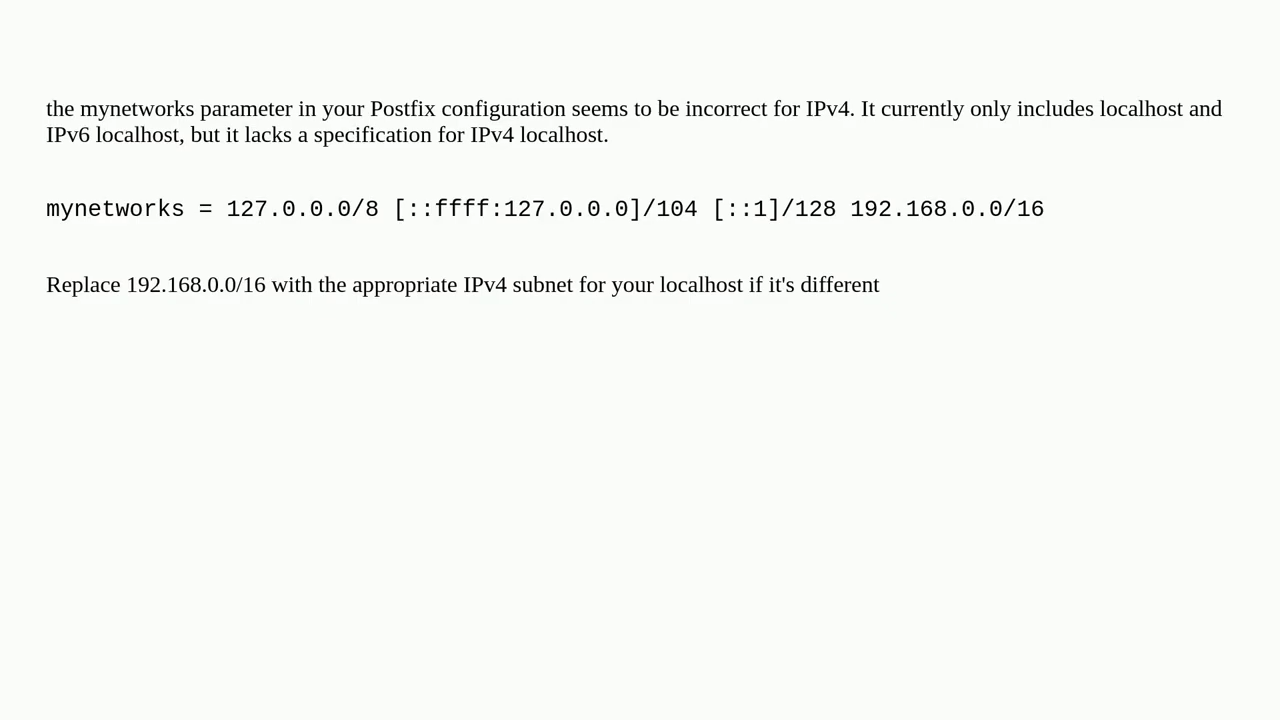 the mynetworks parameter in your Postfix configuration seems to be incorrect for IPv4. It currently only includes localhost and
IPv6 localhost, but it lacks a specification for IPv4 localhost.
mynetworks = 127.0.0.0/8 [::ffff:127.0.0.0]/104 [::1]/128 192.168.0.0/16
Replace 192.168.0.0/16 with the appropriate IPv4 subnet for your localhost if it's different